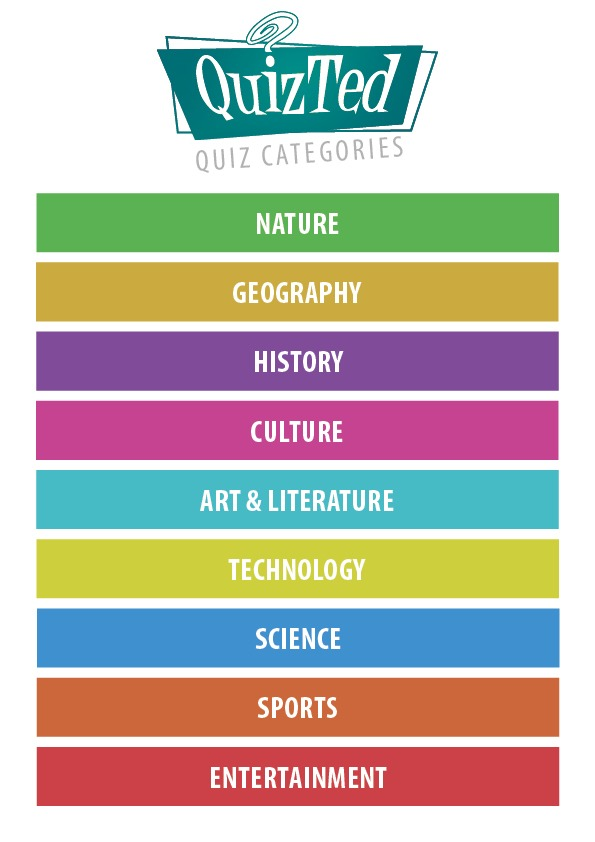 QuizTed
QUIZ CATEGORIES
NATURE
GEOGRAPHY
HISTORY
CULTURE
ART & LITERATURE
TECHNOLOGY
SCIENCE
SPORTS
ENTERTAINMENT